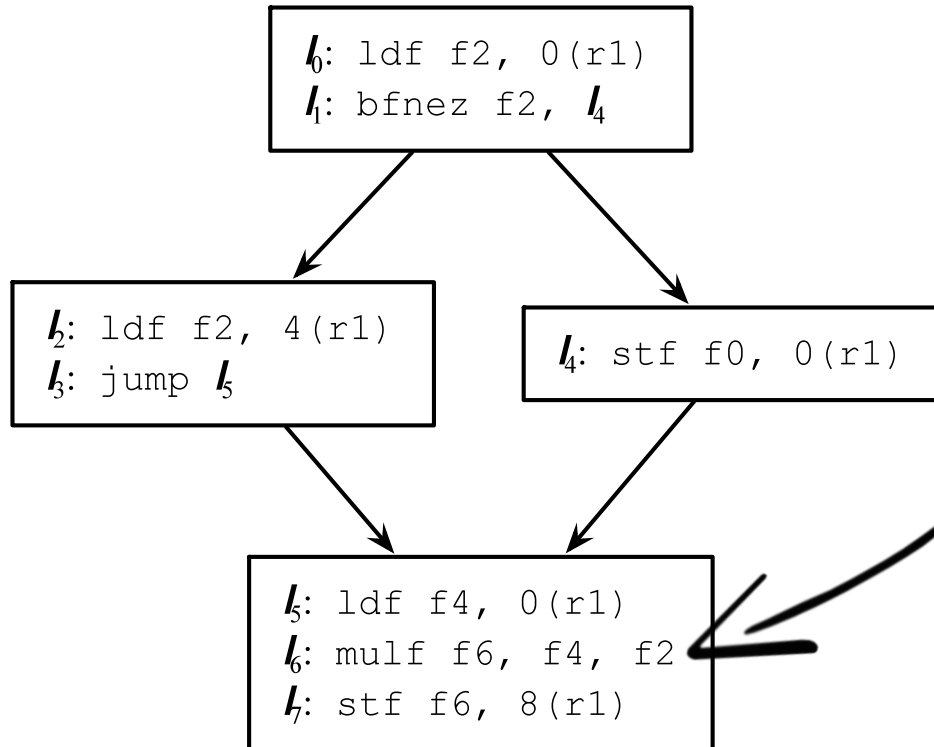 I₀: ldf f2, 0(r1)
I₁: bfnez f2, I₄
I₂: ldf f2, 4(r1)
I₃: jump I₅
I₄: stf f0, 0(r1)
I₅: ldf f4, 0(r1)
I₆: mulf f6, f4, f2
I₇: stf f6, 8(r1)